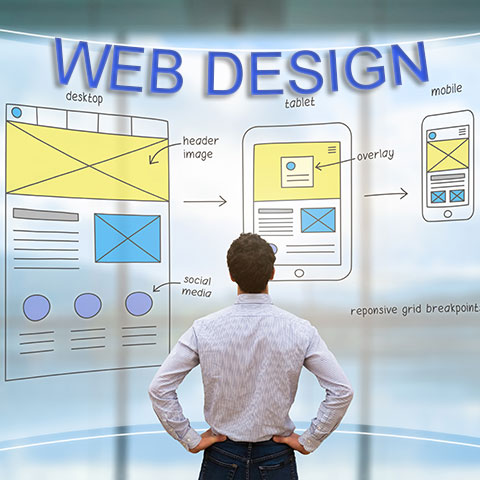 WEB DESIGN
desktop
tablet
mobile
header
image
overlay
social
media
reponsive grid breakpoints